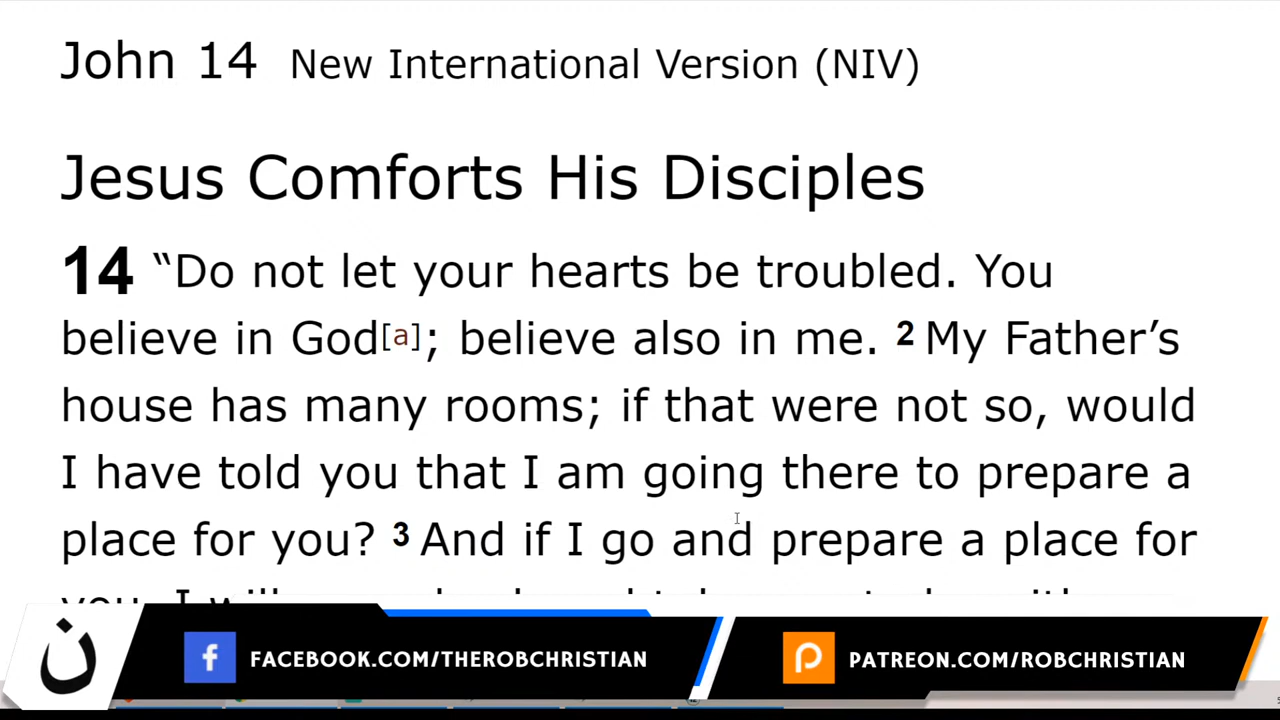 John 14 New International Version (NIV)
Jesus Comforts His Disciples
14 “Do not let your hearts be troubled. You
believe in God[a]; believe also in me. 2 My Father’s
house has many rooms; if that were not so, would
I have told you that I am going there to prepare a
place for you? 3 And if I go and prepare a place for
ن
FACEBOOK.COM/THEROBCHRISTIAN
PATREON.COM/ROBCHRISTIAN